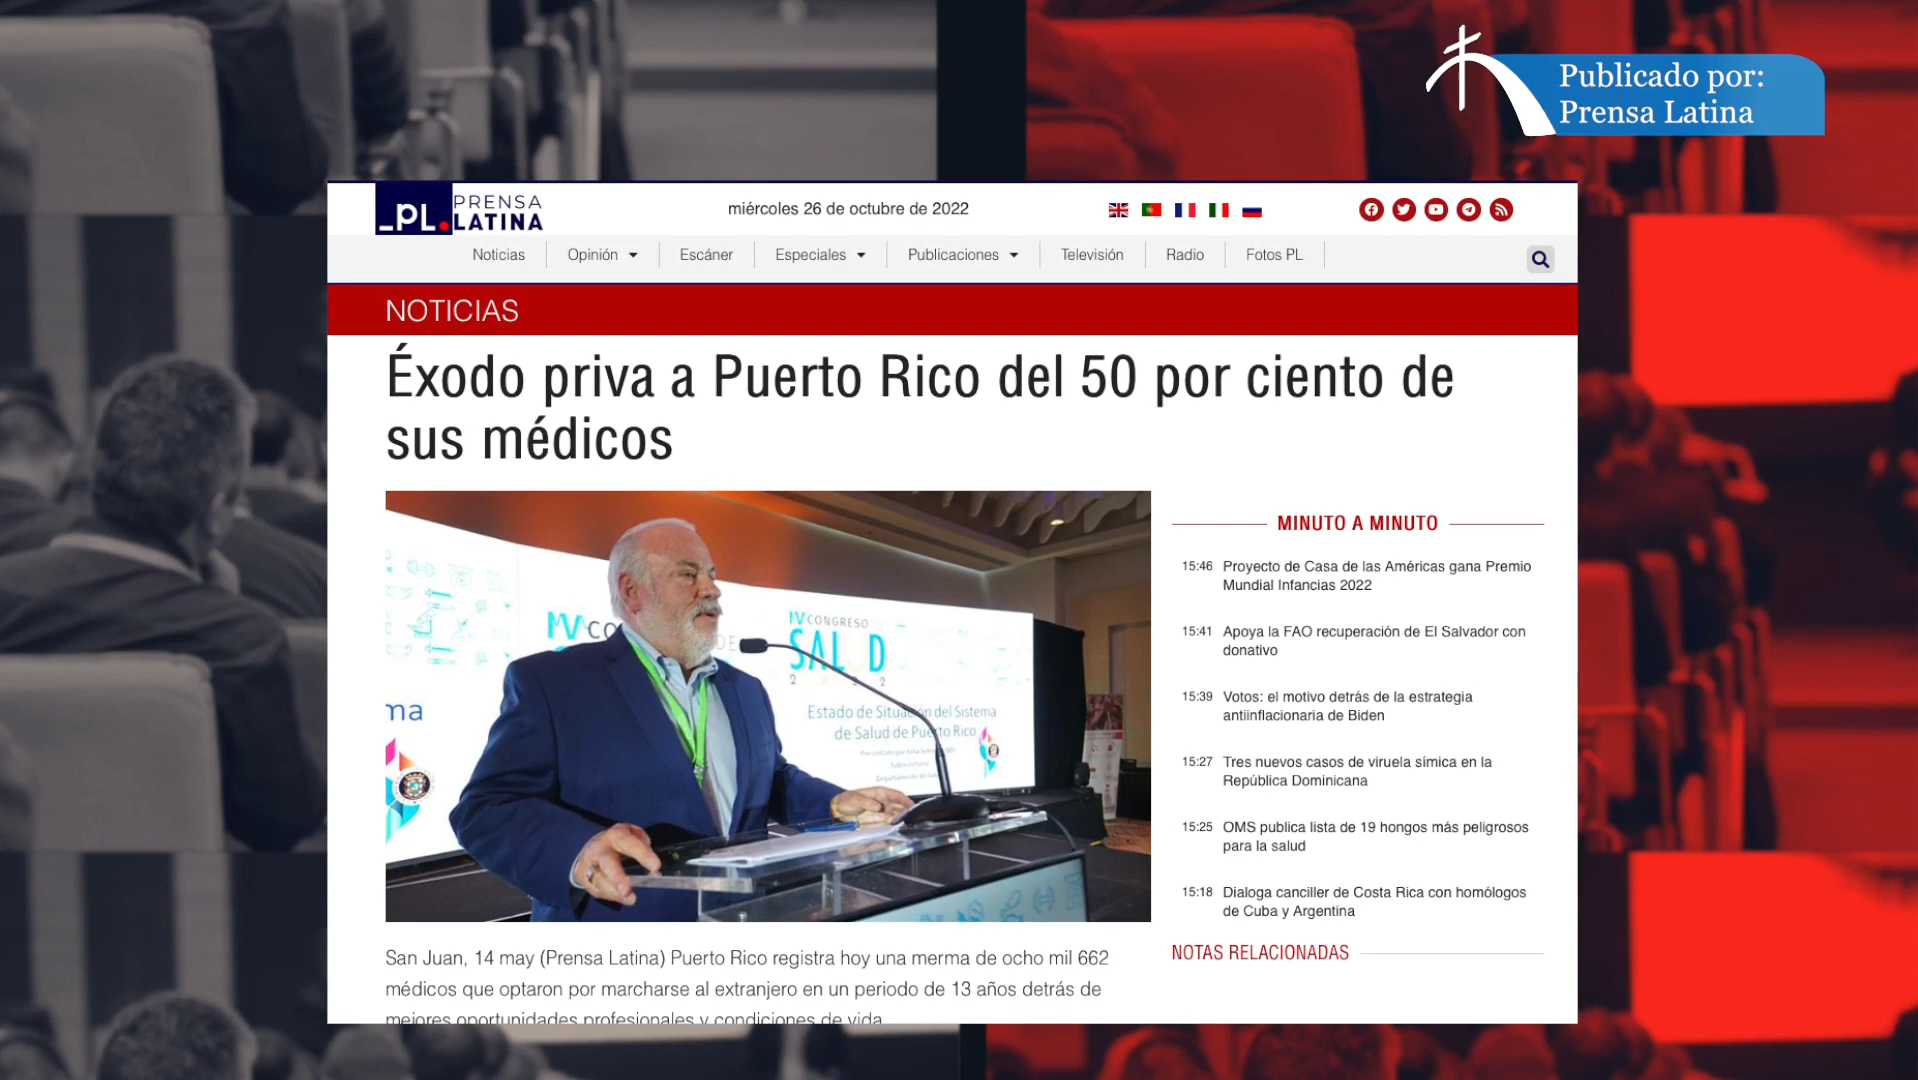 Publicado por:
Prensa Latina
_PL. PRENSA
LATINA
miércoles 26 de octubre de 2022
Noticias
Opinión
Escáner
Especiales
Publicaciones
Televisión
Radio
Fotos PL
NOTICIAS
Éxodo priva a Puerto Rico del 50 por ciento de
sus médicos
IV CONGRESO
SAL D
Estado de Situación del Sistema
de Salud de Puerto Rico
MINUTO A MINUTO
15:46 Proyecto de Casa de las Américas gana Premio
Mundial Infancias 2022
15:41 Apoya la FAO recuperación de El Salvador con
donativo
15:39 Votos: el motivo detrás de la estrategia
antiinflacionaria de Biden
15:27 Tres nuevos casos de viruela símica en la
República Dominicana
15:25 OMS publica lista de 19 hongos más peligrosos
para la salud
15:18 Dialoga canciller de Costa Rica con homólogos
de Cuba y Argentina
NOTAS RELACIONADAS
San Juan, 14 may (Prensa Latina) Puerto Rico registra hoy una merma de ocho mil 662
médicos que optaron por marcharse al extranjero en un periodo de 13 años detrás de
mejores oportunidades profesionales y condiciones de vida